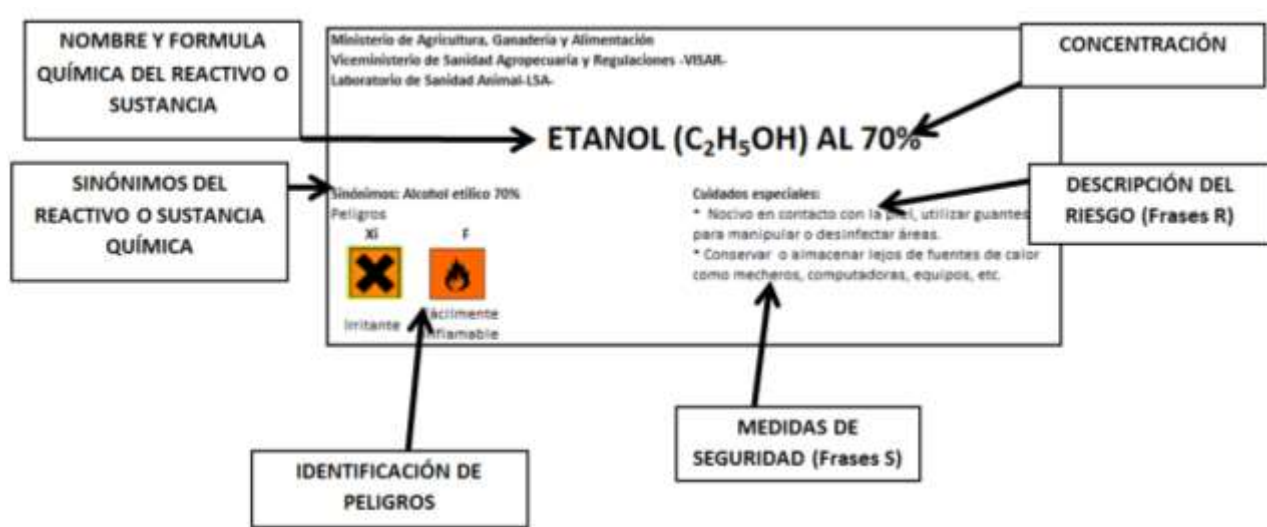 NOMBRE Y FORMULA
QUÍMICA DEL REACTIVO O
SUSTANCIA
Ministerio de Agricultura, Ganadería y Alimentación
Viceministerio de Sanidad Agropecuaria y Regulaciones -VISAR-
Laboratorio de Sanidad Animal-LSA-
CONCENTRACIÓN
ETANOL (C₂H₅OH) AL 70%
SINÓNIMOS DEL
REACTIVO O SUSTANCIA
QUÍMICA
Sinónimos: Alcohol etílico 70%
Peligros
Xi F
Irritante
Fácilmente
inflamable
Cuidados especiales:
* Nocivo en contacto con la piel, utilizar guantes
para manipular o desinfectar áreas.
* Conservar o almacenar lejos de fuentes de calor
como mecheros, computadoras, equipos, etc.
DESCRIPCIÓN DEL
RIESGO (Frases R)
IDENTIFICACIÓN DE
PELIGROS
MEDIDAS DE
SEGURIDAD (Frases S)